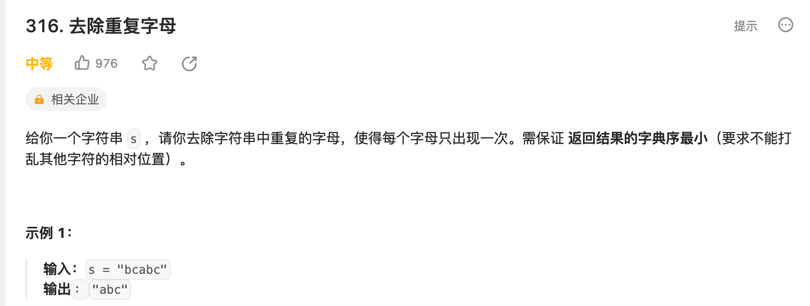 316. 去除重复字母
提示
中等 976
相关企业
给你一个字符串 s ，请你去除字符串中重复的字母，使得每个字母只出现一次。需保证 返回结果的字典序最小（要求不能打
乱其他字符的相对位置）。
示例 1：
输入：s = "bcabc"
输出："abc"